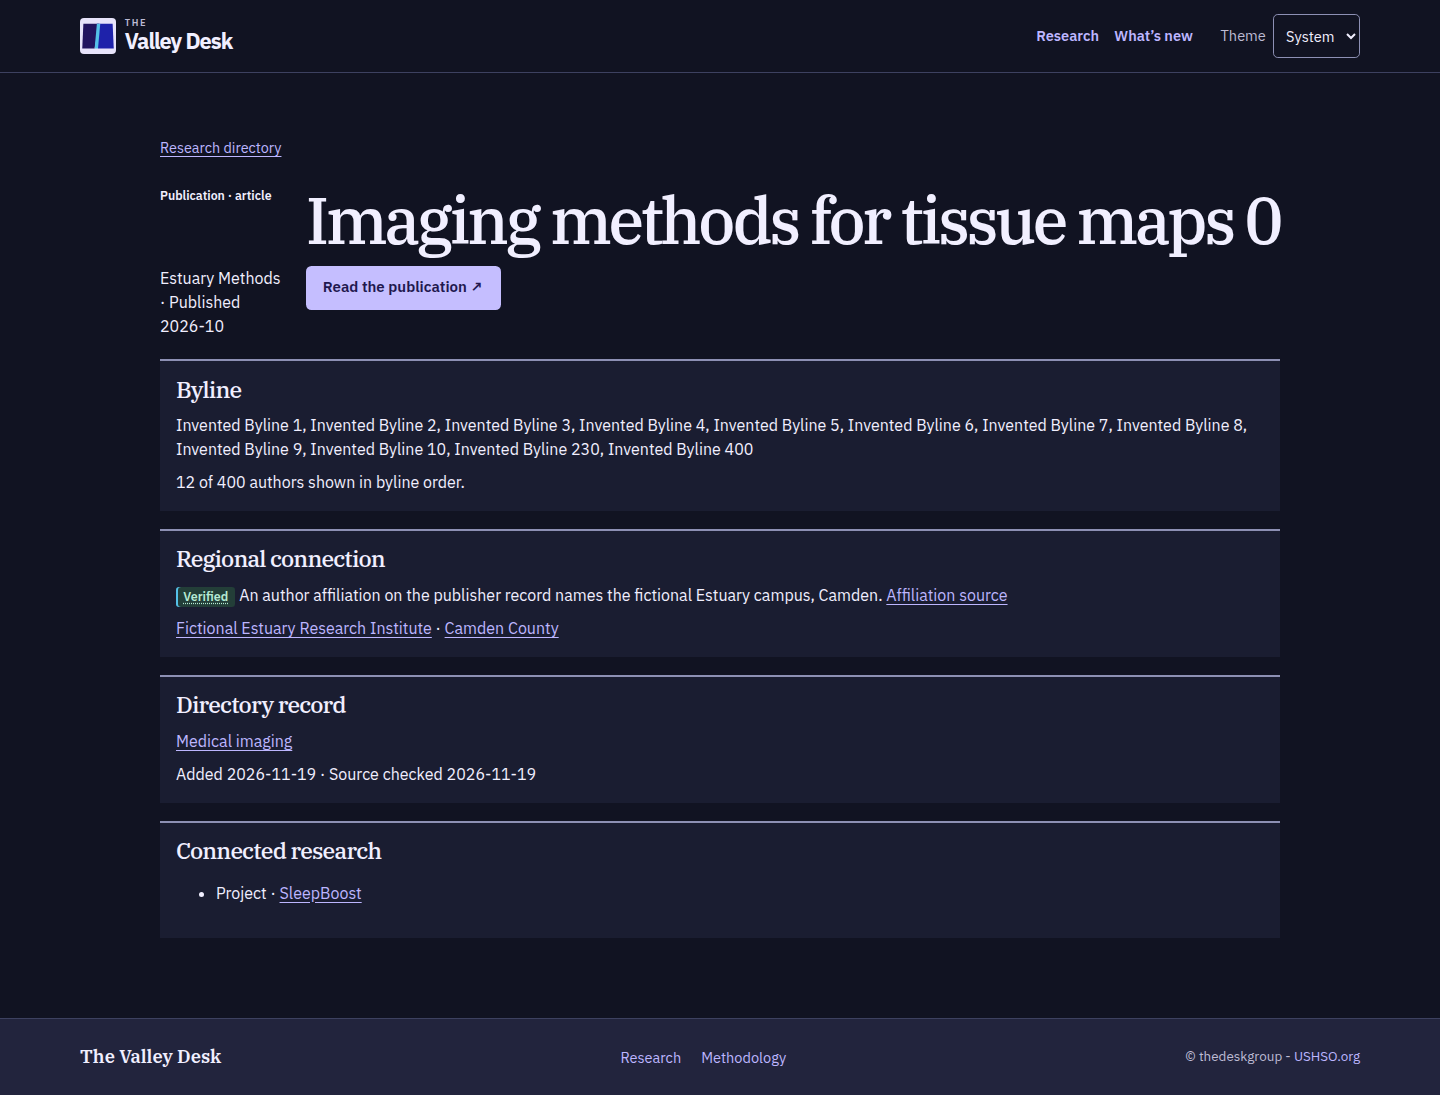 THE
Valley Desk
Research What's new Theme System
Research directory
Publication · article
Imaging methods for tissue maps 0
Estuary Methods
· Published
2026-10
Read the publication ↗
Byline
Invented Byline 1, Invented Byline 2, Invented Byline 3, Invented Byline 4, Invented Byline 5, Invented Byline 6, Invented Byline 7, Invented Byline 8,
Invented Byline 9, Invented Byline 10, Invented Byline 230, Invented Byline 400
12 of 400 authors shown in byline order.
Regional connection
Verified An author affiliation on the publisher record names the fictional Estuary campus, Camden. Affiliation source
Fictional Estuary Research Institute · Camden County
Directory record
Medical imaging
Added 2026-11-19 · Source checked 2026-11-19
Connected research
• Project · SleepBoost
The Valley Desk
Research Methodology
© thedeskgroup - USHSO.org